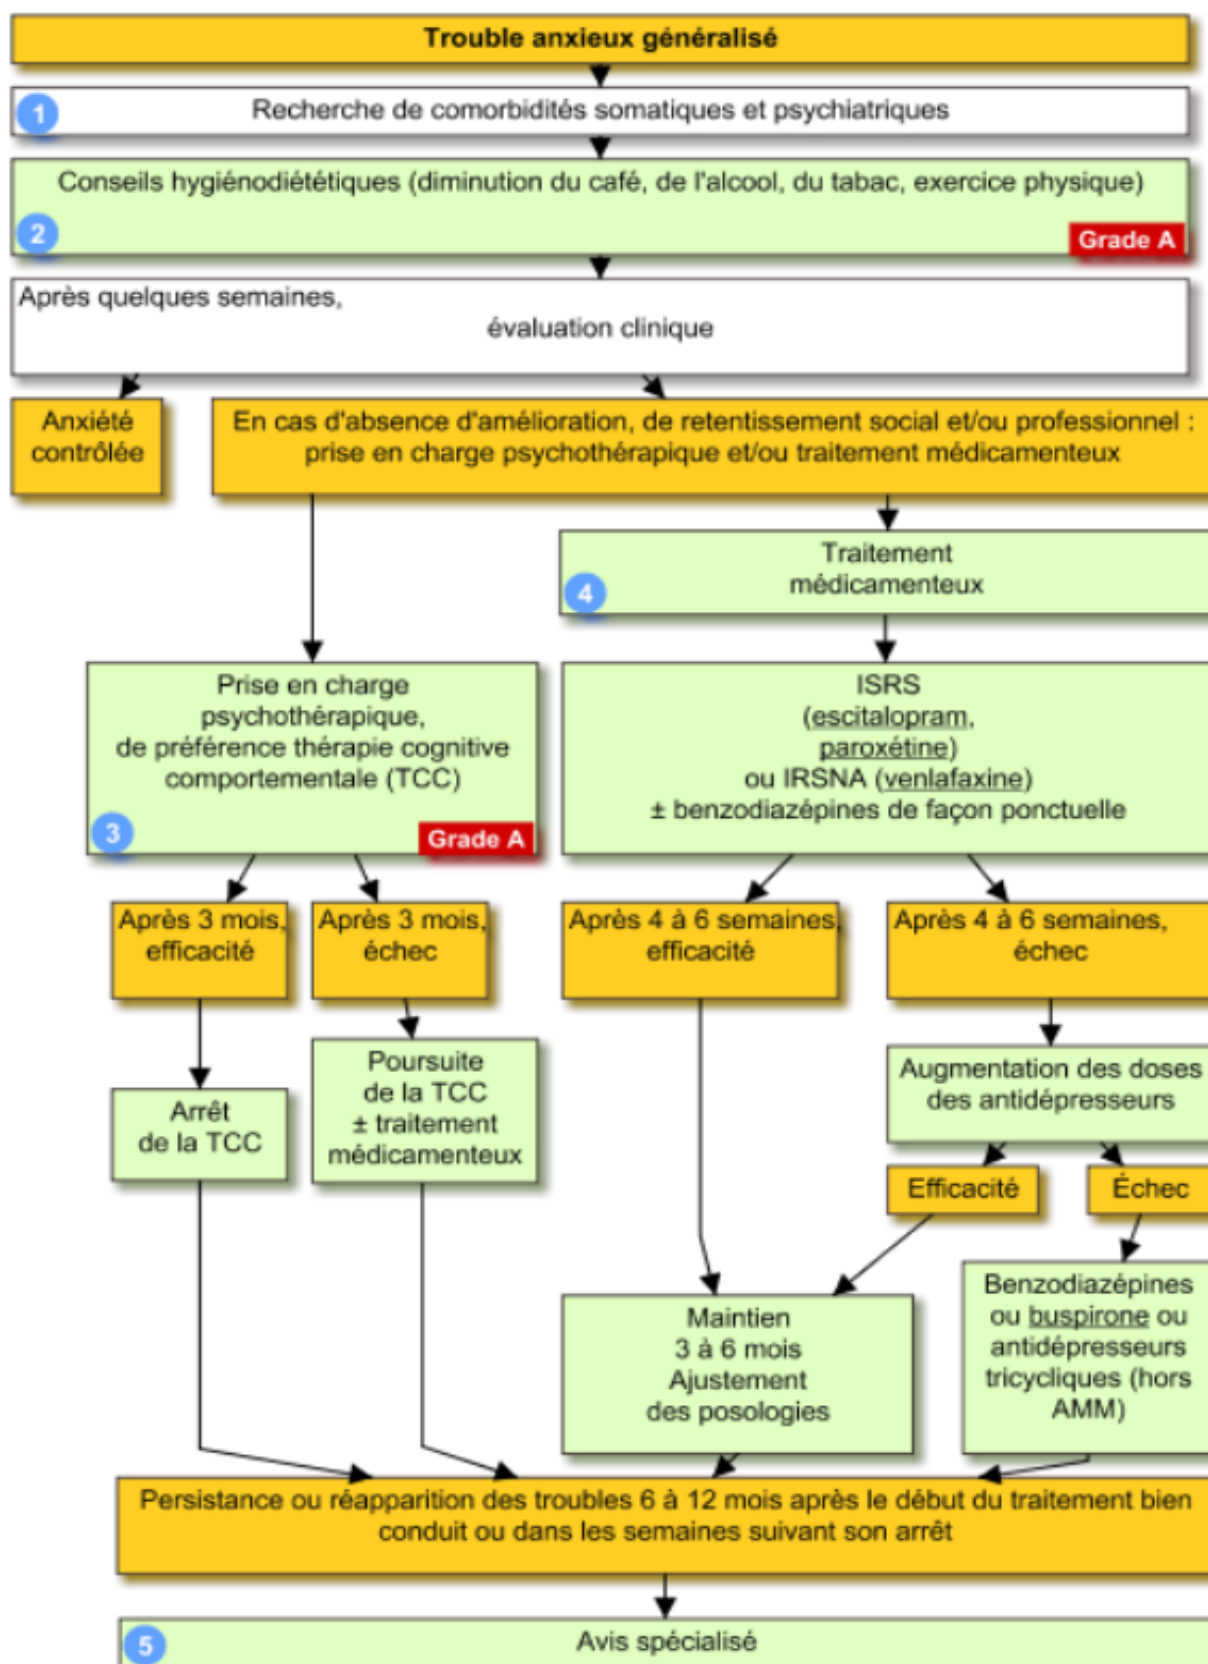 Trouble anxieux généralisé
1
Recherche de comorbidités somatiques et psychiatriques
Conseils hygiénodiététiques (diminution du café, de l'alcool, du tabac, exercice physique)
2
Grade A
Après quelques semaines,
évaluation clinique
Anxiété
contrôlée
En cas d'absence d'amélioration, de retentissement social et/ou professionnel :
prise en charge psychothérapique et/ou traitement médicamenteux
Traitement
médicamenteux
4
Prise en charge
psychothérapique,
de préférence thérapie cognitive
comportementale (TCC)
3
Grade A
ISRS
(escitalopram,
paroxétine)
ou IRSNA (venlafaxine)
± benzodiazépines de façon ponctuelle
Après 3 mois,
efficacité
Après 3 mois,
échec
Après 4 à 6 semaines,
efficacité
Après 4 à 6 semaines,
échec
Arrêt
de la TCC
Poursuite
de la TCC
± traitement
médicamenteux
Augmentation des doses
des antidépresseurs
Efficacité
Échec
Maintien
3 à 6 mois
Ajustement
des posologies
Benzodiazépines
ou buspirone ou
antidépresseurs
tricycliques (hors
AMM)
Persistance ou réapparition des troubles 6 à 12 mois après le début du traitement bien
conduit ou dans les semaines suivant son arrêt
5
Avis spécialisé